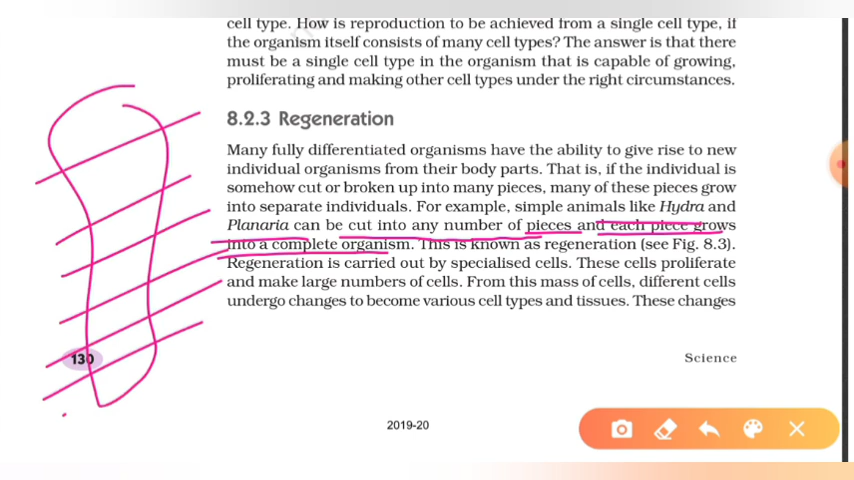 cell type. How is reproduction to be achieved from a single cell type, if
the organism itself consists of many cell types? The answer is that there
must be a single cell type in the organism that is capable of growing,
proliferating and making other cell types under the right circumstances.
8.2.3 Regeneration
Many fully differentiated organisms have the ability to give rise to new
individual organisms from their body parts. That is, if the individual is
somehow cut or broken up into many pieces, many of these pieces grow
into separate individuals. For example, simple animals like Hydra and
Planaria can be cut into any number of pieces and each piece grows
into a complete organism. This is known as regeneration (see Fig. 8.3).
Regeneration is carried out by specialised cells. These cells proliferate
and make large numbers of cells. From this mass of cells, different cells
undergo changes to become various cell types and tissues. These changes
130
Science
2019-20